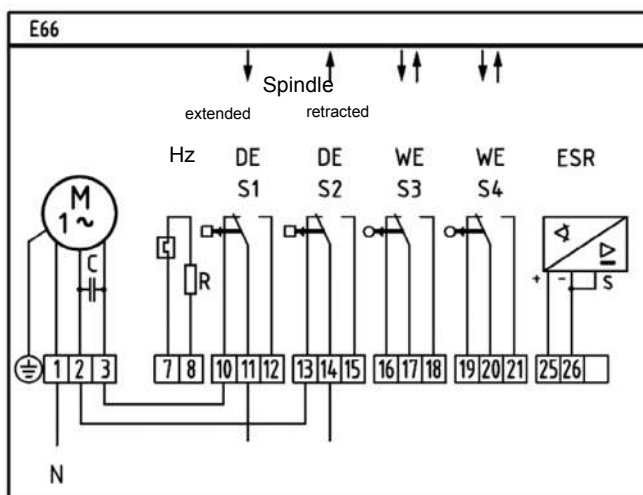 E66
Spindle
extended retracted
Hz DE DE WE WE ESR
S1 S2 S3 S4
M
1~
C
R
+ - S
1 2 3 7 8 10 11 12 13 14 15 16 17 18 19 20 21 25 26
N